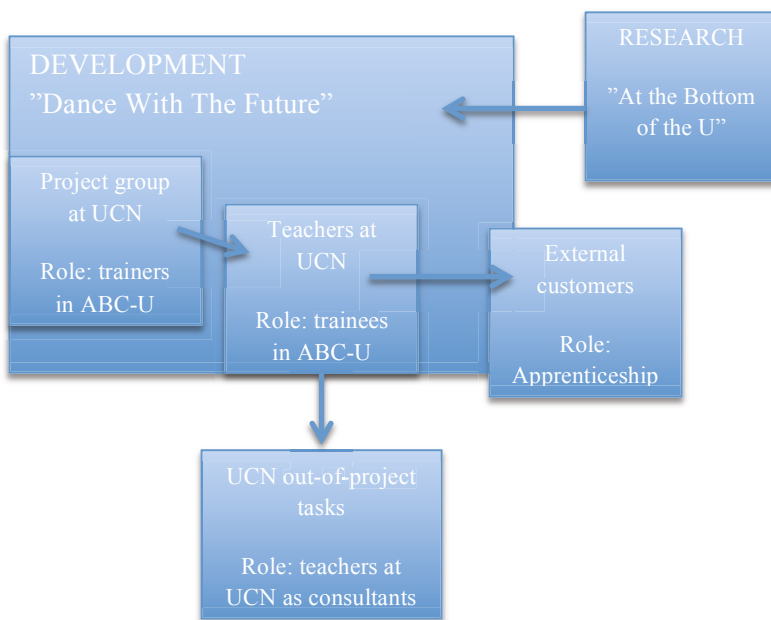 DEVELOPMENT
”Dance With The Future”
RESEARCH
”At the Bottom
of the U”
Project group
at UCN
Role: trainers
in ABC-U
Teachers at
UCN
Role: trainees
in ABC-U
External
customers
Role:
Apprenticeship
UCN out-of-project
tasks
Role: teachers at
UCN as consultants